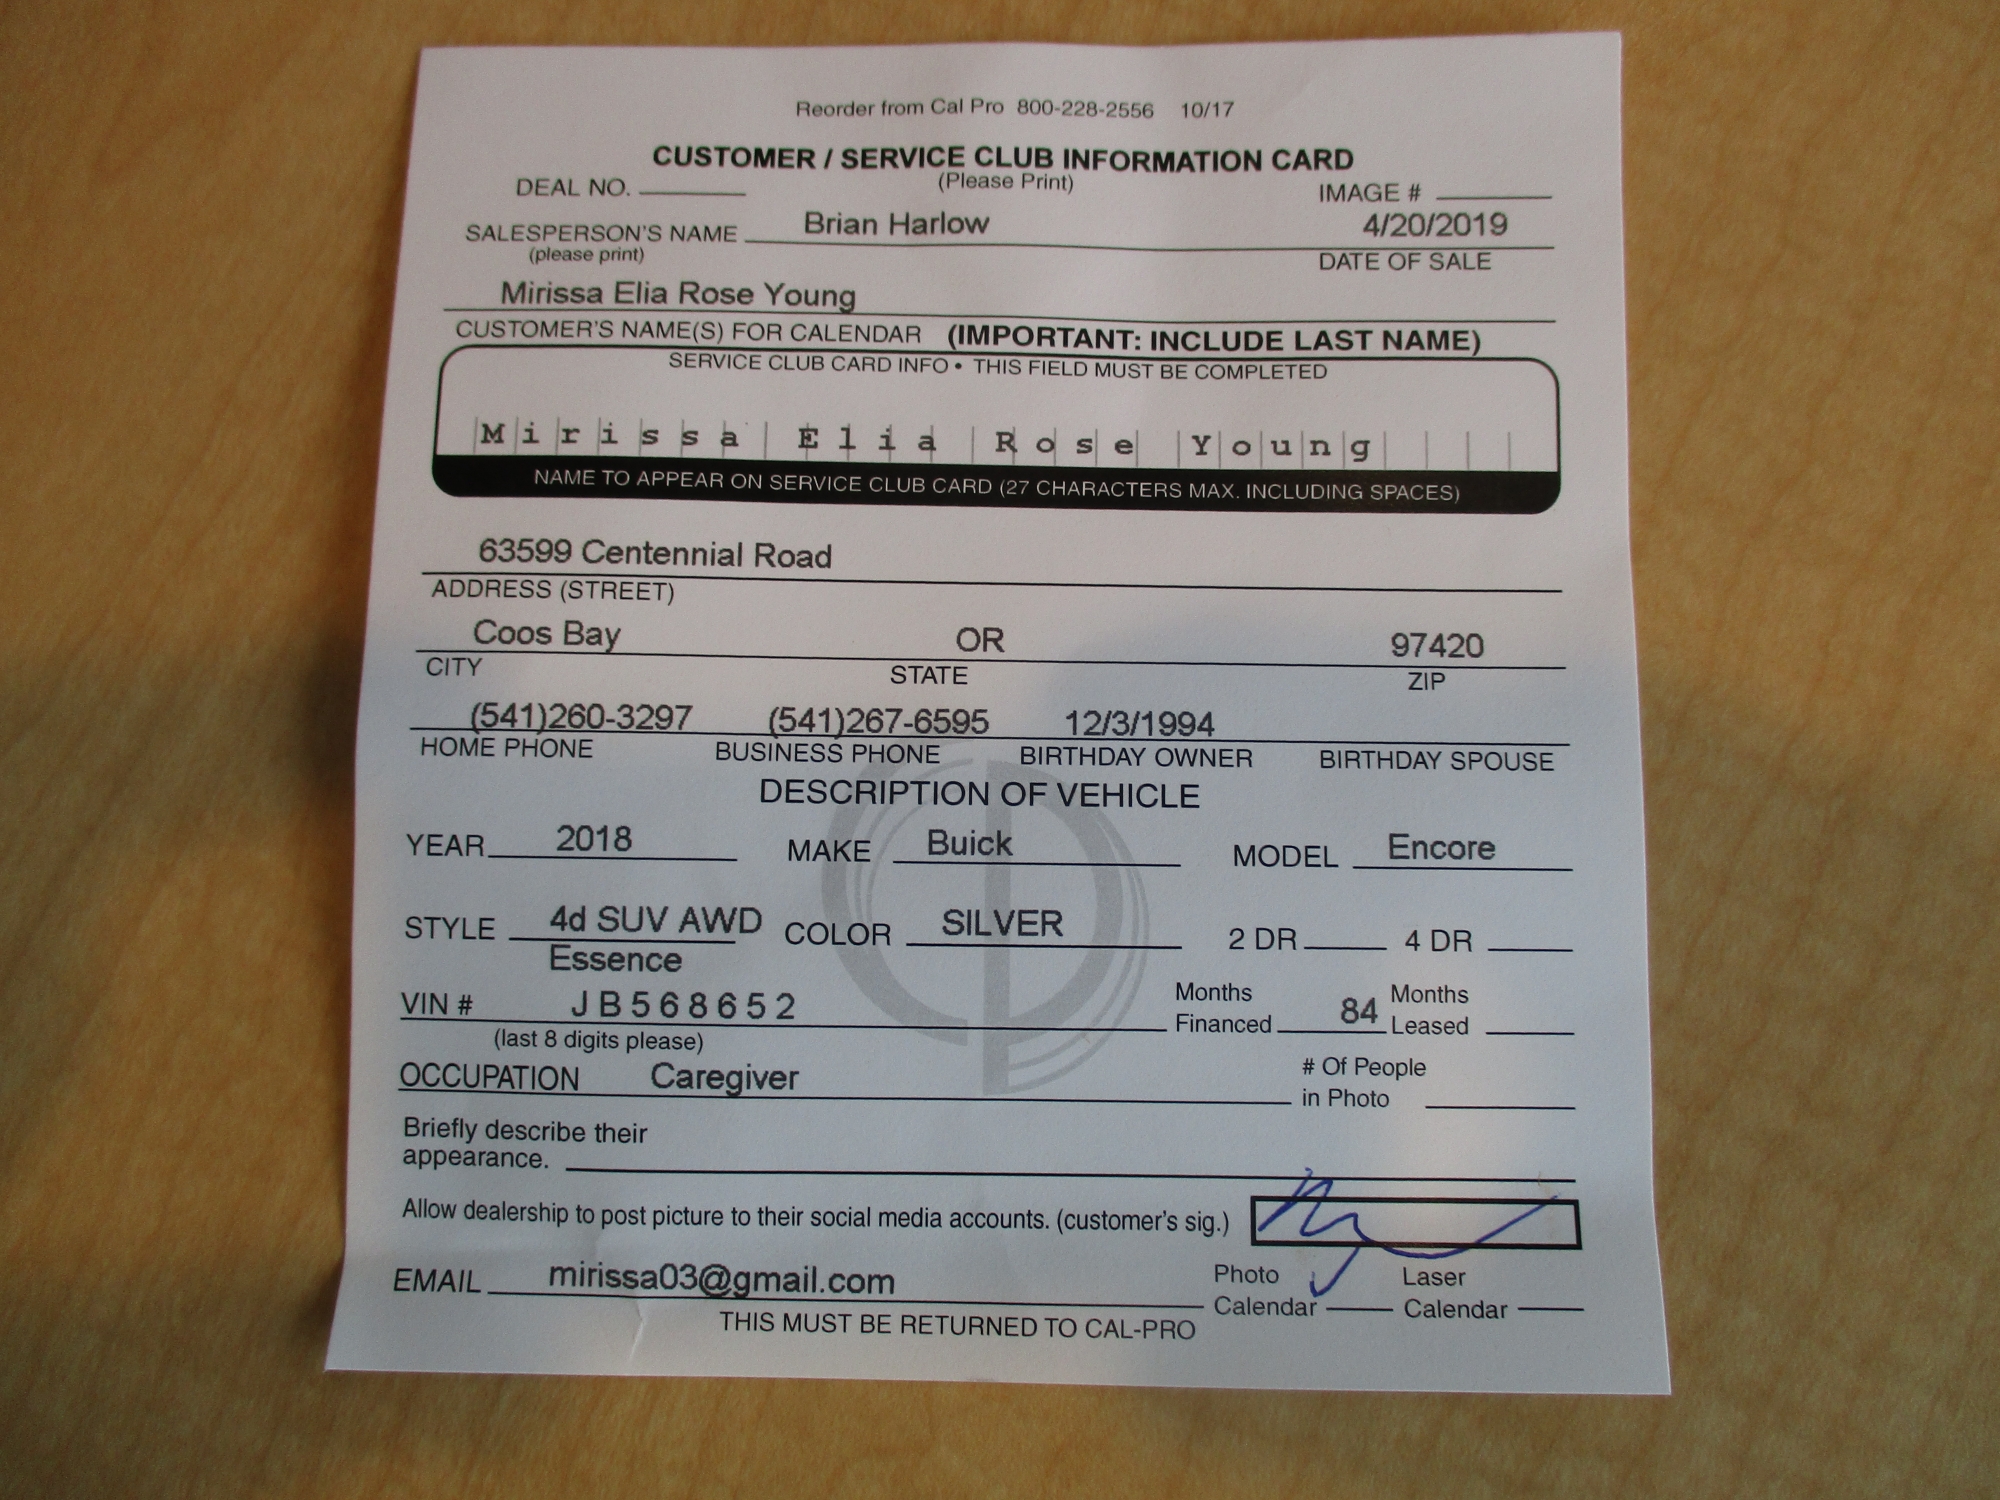 Reorder from Cal Pro 800-228-2556 10/17
CUSTOMER / SERVICE CLUB INFORMATION CARD
DEAL NO. (Please Print) IMAGE #
SALESPERSON'S NAME Brian Harlow 4/20/2019
(please print) DATE OF SALE
Mirissa Elia Rose Young
CUSTOMER'S NAME(S) FOR CALENDAR (IMPORTANT: INCLUDE LAST NAME)
SERVICE CLUB CARD INFO • THIS FIELD MUST BE COMPLETED
Mirissa Elia Rose Young
NAME TO APPEAR ON SERVICE CLUB CARD (27 CHARACTERS MAX. INCLUDING SPACES)
63599 Centennial Road
ADDRESS (STREET)
Coos Bay OR 97420
CITY STATE ZIP
(541)260-3297 (541)267-6595 12/3/1994
HOME PHONE BUSINESS PHONE BIRTHDAY OWNER BIRTHDAY SPOUSE
DESCRIPTION OF VEHICLE
YEAR 2018 MAKE Buick MODEL Encore
STYLE 4d SUV AWD COLOR SILVER 2 DR 4 DR
Essence
VIN # JB568652 Months Financed 84 Months Leased
(last 8 digits please)
OCCUPATION Caregiver # Of People in Photo
Briefly describe their
appearance.
Allow dealership to post picture to their social media accounts. (customer's sig.)
EMAIL mirissa03@gmail.com Photo Calendar Laser Calendar
THIS MUST BE RETURNED TO CAL-PRO